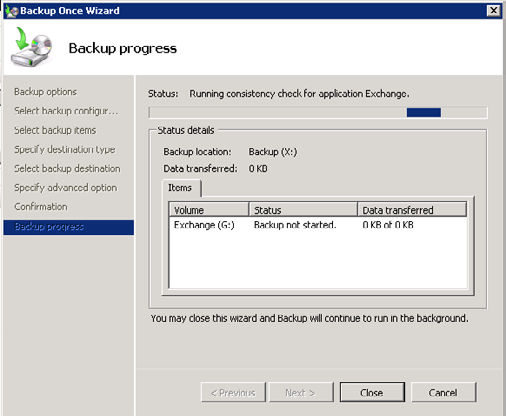 Backup Once Wizard
Backup progress
Backup options
Select backup configur...
Select backup items
Specify destination type
Select backup destination
Specify advanced option
Confirmation
Backup progress
Status: Running consistency check for application Exchange.
Status details
Backup location: Backup (X:)
Data transferred: 0 KB
Items
Volume Status Data transferred
Exchange (G:) Backup not started. 0 KB of 0 KB
You may close this wizard and Backup will continue to run in the background.
< Previous Next > Close Cancel